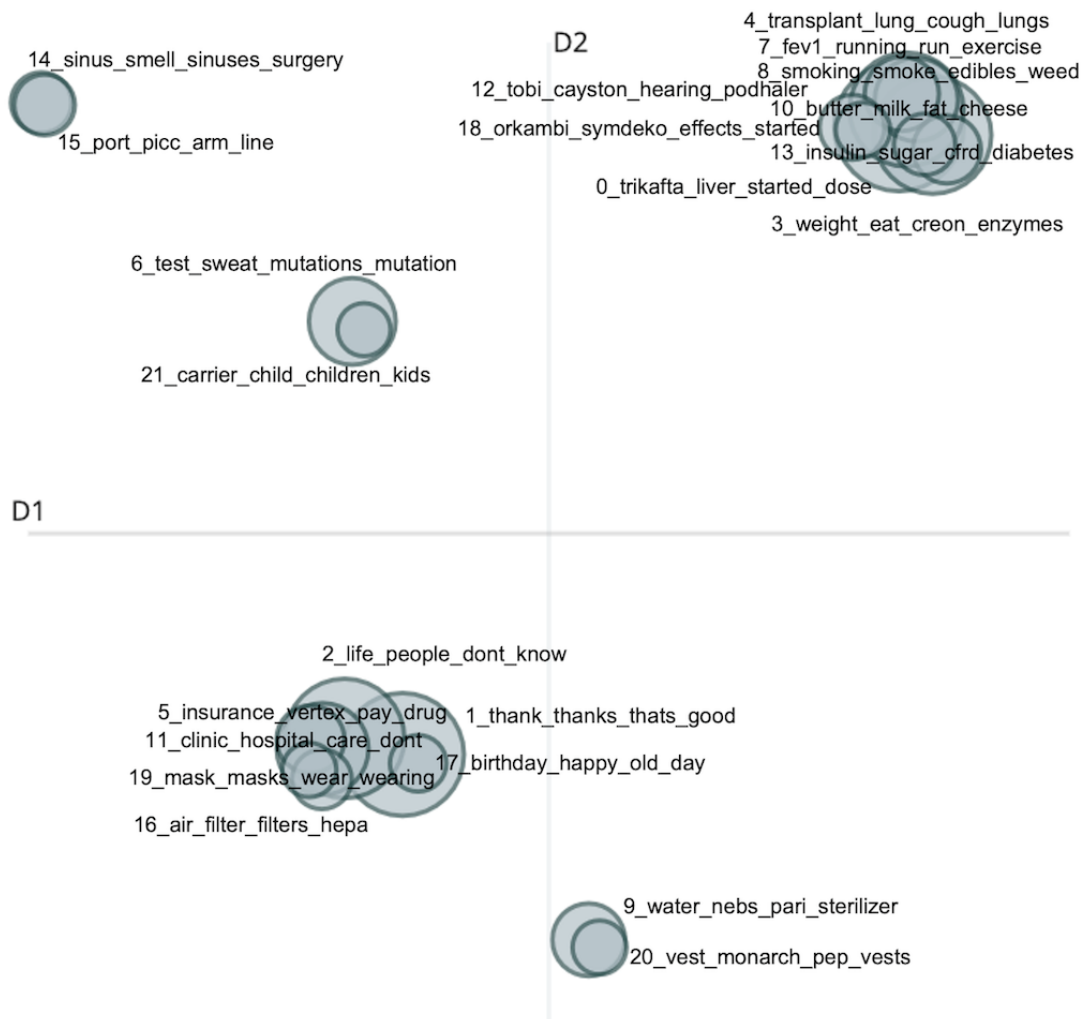 4_transplant_lung_cough_lungs
D2
7_fev1_running_run_exercise
14_sinus_smell_sinuses_surgery
8_smoking_smoke_edibles_weed
12_tobi_cayston_hearing_podhaler
10_butter_milk_fat_cheese
18_orkambi_symdeko_effects_started
15_port_picc_arm_line
13_insulin_sugar_cfrd_diabetes
0_trikafta_liver_started_dose
3_weight_eat_creon_enzymes
6_test_sweat_mutations_mutation
21_carrier_child_children_kids
D1
2_life_people_dont_know
5_insurance_vertex_pay_drug
1_thank_thanks_thats_good
11_clinic_hospital_care_dont
17_birthday_happy_old_day
19_mask_masks_wear_wearing
16_air_filter_filters_hepa
9_water_nebs_pari_sterilizer
20_vest_monarch_pep_vests